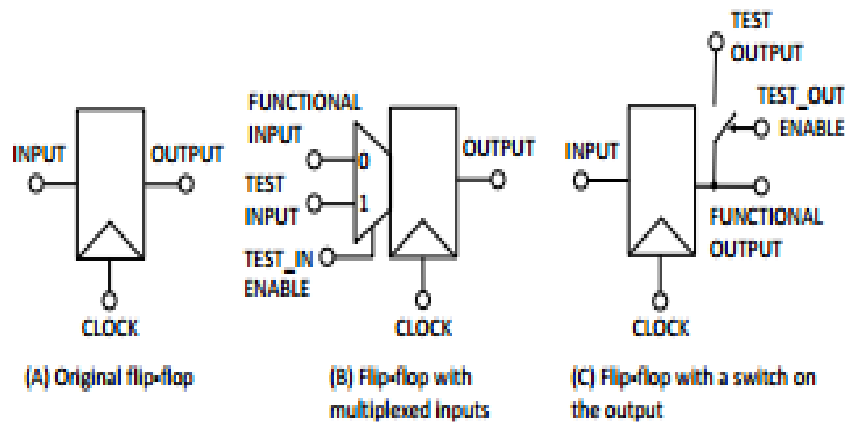 INPUT
OUTPUT
CLOCK
(A) Original flip-flop
FUNCTIONAL
INPUT
0
TEST
INPUT
1
TEST_IN
ENABLE
OUTPUT
CLOCK
(B) Flip-flop with
multiplexed inputs
TEST
OUTPUT
TEST_OUT
ENABLE
INPUT
FUNCTIONAL
OUTPUT
CLOCK
(C) Flip-flop with a switch on
the output